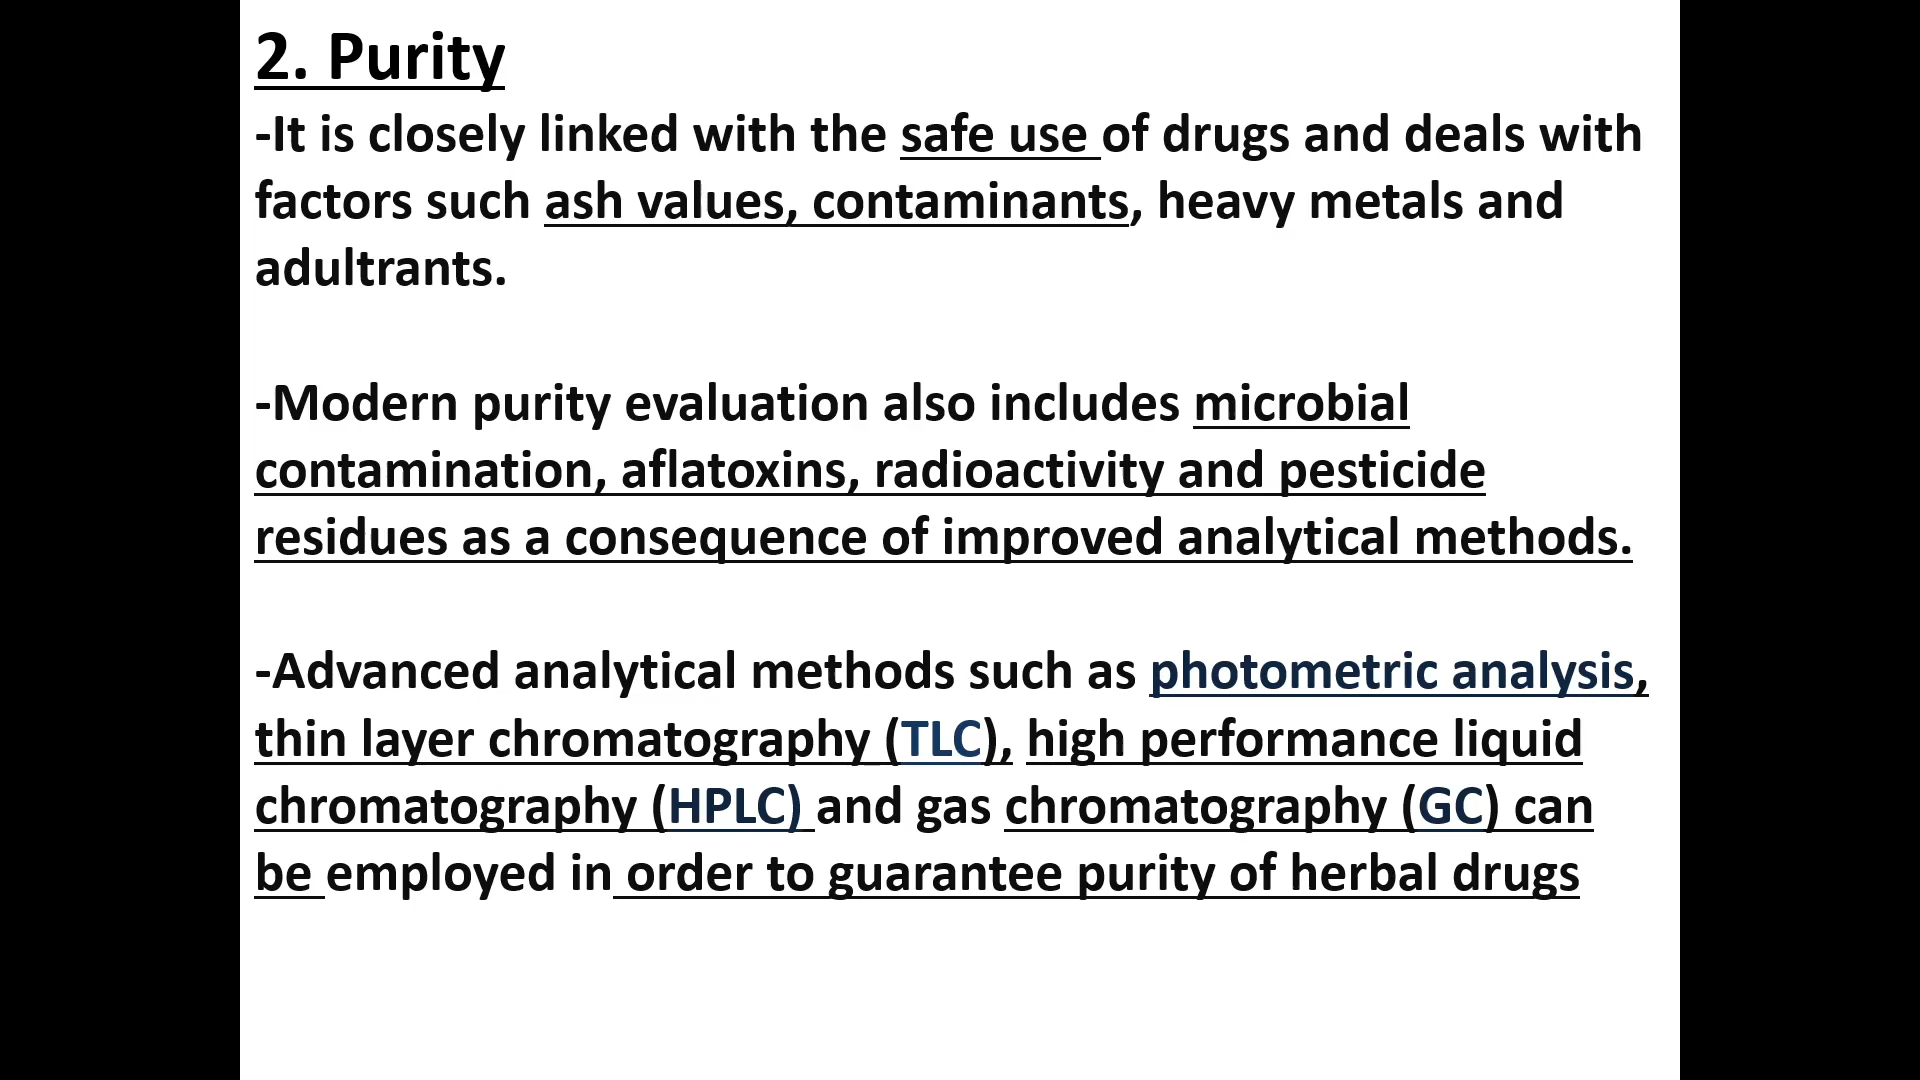 2. Purity
-It is closely linked with the safe use of drugs and deals with
factors such ash values, contaminants, heavy metals and
adultrants.
-Modern purity evaluation also includes microbial
contamination, aflatoxins, radioactivity and pesticide
residues as a consequence of improved analytical methods.
-Advanced analytical methods such as photometric analysis,
thin layer chromatography (TLC), high performance liquid
chromatography (HPLC) and gas chromatography (GC) can
be employed in order to guarantee purity of herbal drugs